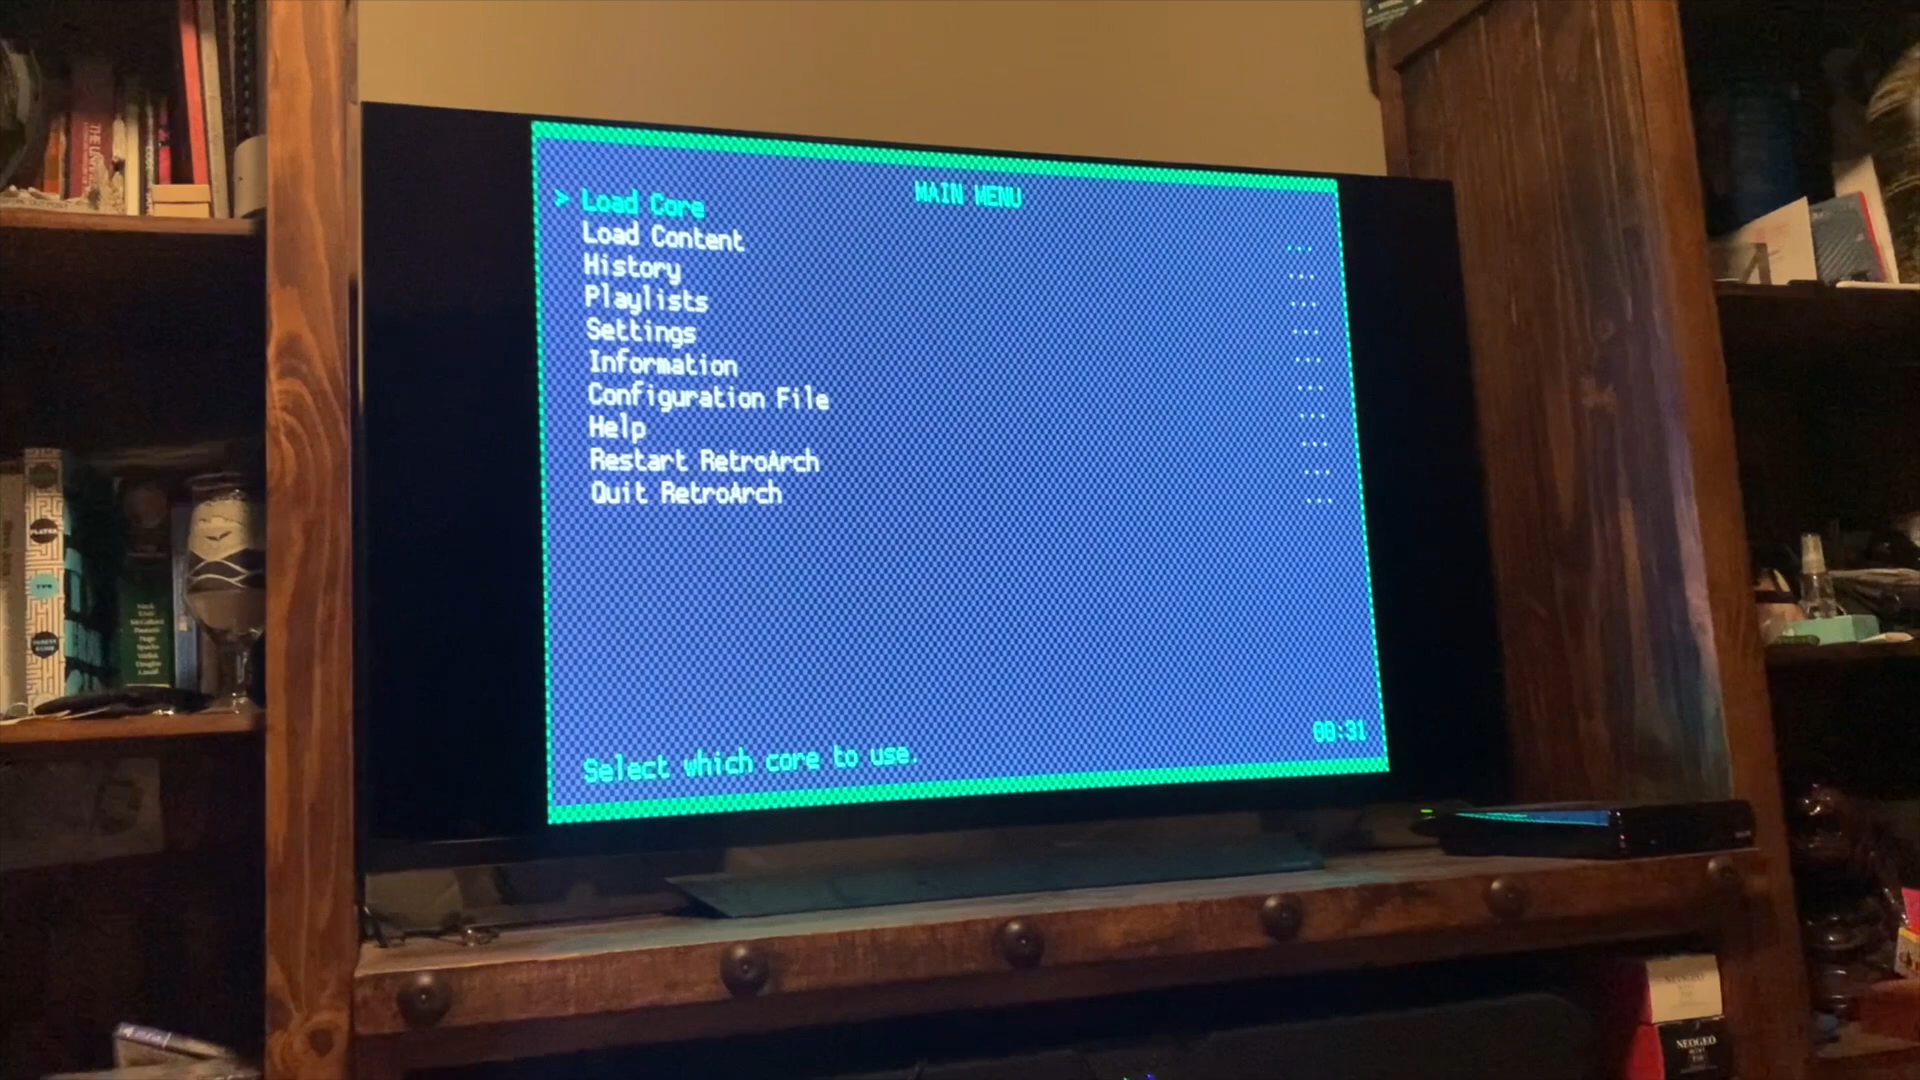 MAIN MENU
> Load Core
Load Content ...
History ...
Playlists ...
Settings ...
Information ...
Configuration File ...
Help ...
Restart RetroArch ...
Quit RetroArch ...
00:31
Select which core to use.
NEOGEO